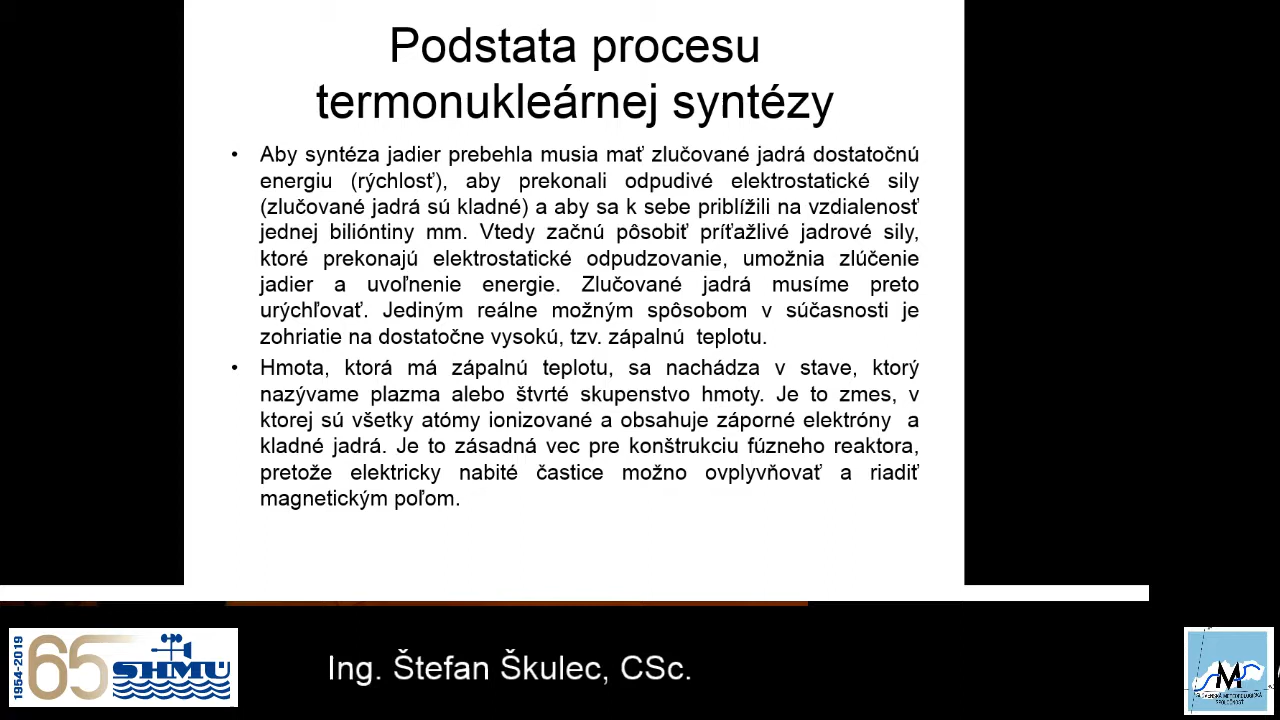 Podstata procesu
termonukleárnej syntézy
• Aby syntéza jadier prebehla musia mať zlučované jadrá dostatočnú
energiu (rýchlosť), aby prekonali odpudivé elektrostatické sily
(zlučované jadrá sú kladné) a aby sa k sebe priblížili na vzdialenosť
jednej bilióntiny mm. Vtedy začnú pôsobiť príťažlivé jadrové sily,
ktoré prekonajú elektrostatické odpudzovanie, umožnia zlúčenie
jadier a uvoľnenie energie. Zlučované jadrá musíme preto
urýchľovať. Jediným reálne možným spôsobom v súčasnosti je
zohriatie na dostatočne vysokú, tzv. zápalnú teplotu.
• Hmota, ktorá má zápalnú teplotu, sa nachádza v stave, ktorý
nazývame plazma alebo štvrté skupenstvo hmoty. Je to zmes, v
ktorej sú všetky atómy ionizované a obsahuje záporné elektróny a
kladné jadrá. Je to zásadná vec pre konštrukciu fúzneho reaktora,
pretože elektricky nabité častice možno ovplyvňovať a riadiť
magnetickým poľom.
1954-2019
65
SHMÚ
Ing. Štefan Škulec, CSc.
M
SLOVENSKÁ METEOROLOGICKÁ
SPOLOČNOSŤ